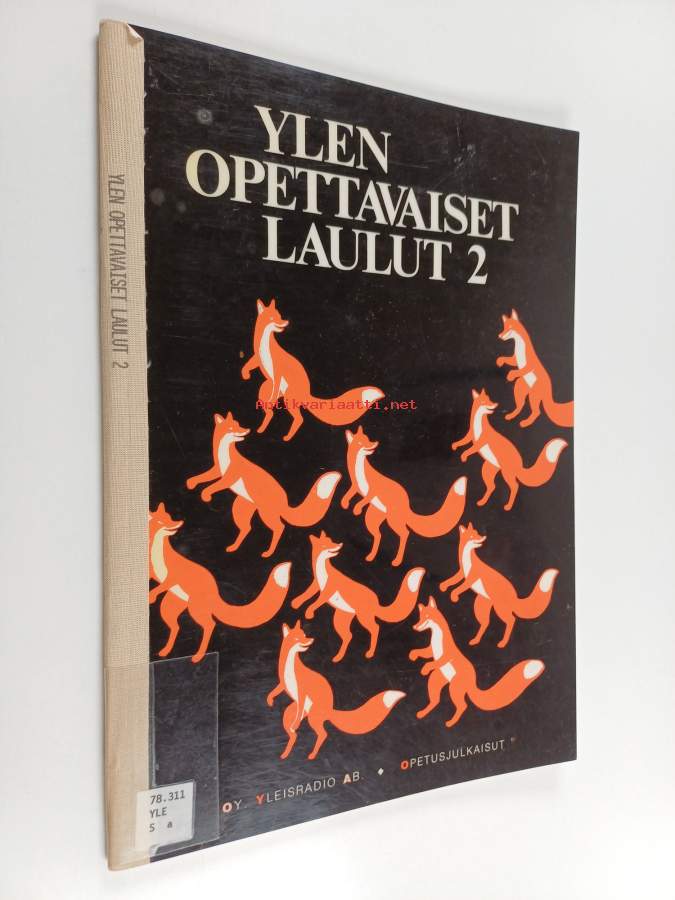 YLEN
OPETTAVAISET
LAULUT 2
YLEN OPETTAVAISET LAULUT 2
Antikvariaatti.net
OY. YLEISRADIO AB. ♦ OPETUSJULKAISUT
78.311
YLE
S a